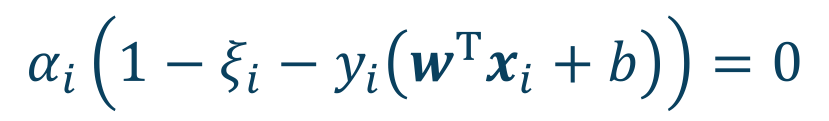 αᵢ(1 − ξᵢ − yᵢ(𝒘ᵀ𝒙ᵢ + b)) = 0